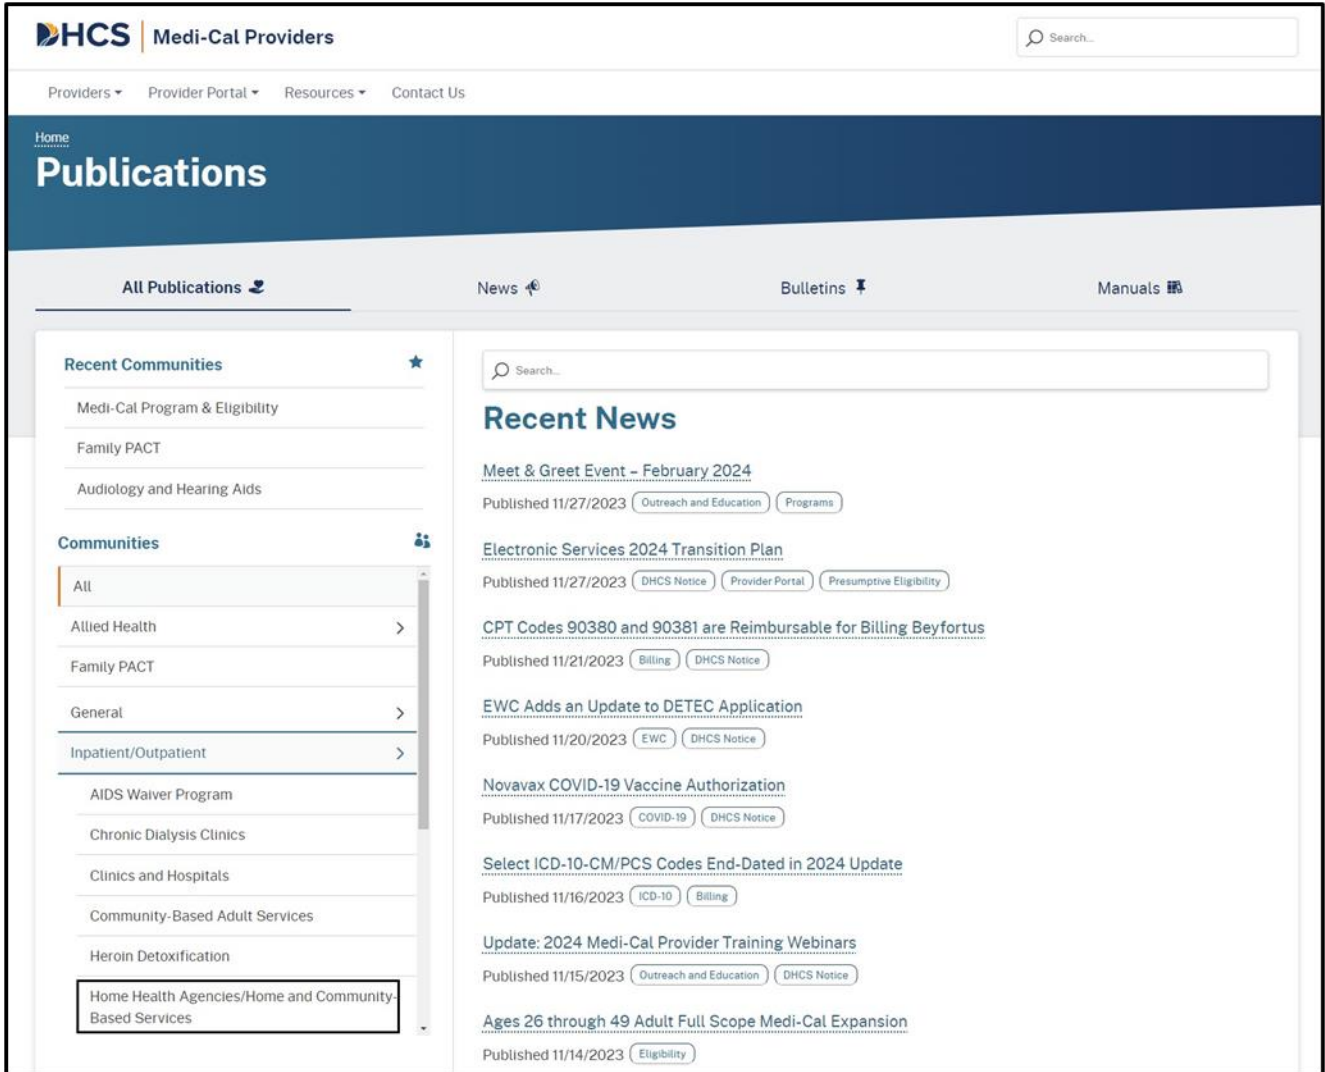 DHCS Medi-Cal Providers
Search...
Providers Provider Portal Resources Contact Us
Home
Publications
All Publications News Bulletins Manuals
Recent Communities
Medi-Cal Program & Eligibility
Family PACT
Audiology and Hearing Aids
Communities
All
Allied Health
Family PACT
General
Inpatient/Outpatient
AIDS Waiver Program
Chronic Dialysis Clinics
Clinics and Hospitals
Community-Based Adult Services
Heroin Detoxification
Home Health Agencies/Home and Community-
Based Services
Search...
Recent News
Meet & Greet Event – February 2024
Published 11/27/2023 Outreach and Education Programs
Electronic Services 2024 Transition Plan
Published 11/27/2023 DHCS Notice Provider Portal Presumptive Eligibility
CPT Codes 90380 and 90381 are Reimbursable for Billing Beyfortus
Published 11/21/2023 Billing DHCS Notice
EWC Adds an Update to DETEC Application
Published 11/20/2023 EWC DHCS Notice
Novavax COVID-19 Vaccine Authorization
Published 11/17/2023 COVID-19 DHCS Notice
Select ICD-10-CM/PCS Codes End-Dated in 2024 Update
Published 11/16/2023 ICD-10 Billing
Update: 2024 Medi-Cal Provider Training Webinars
Published 11/15/2023 Outreach and Education DHCS Notice
Ages 26 through 49 Adult Full Scope Medi-Cal Expansion
Published 11/14/2023 Eligibility